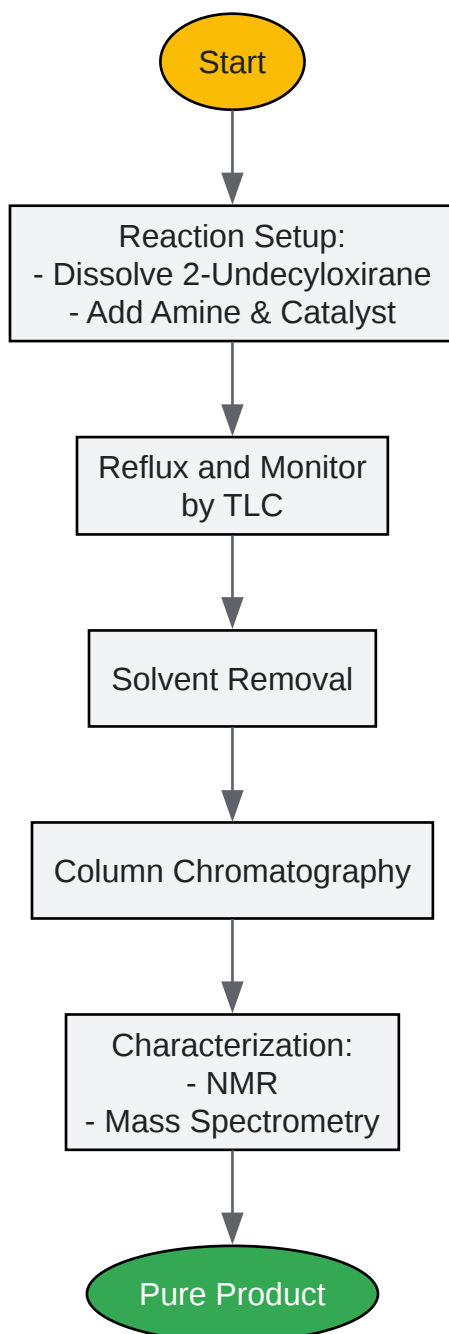 Start
Reaction Setup:
- Dissolve 2-Undecyloxirane
- Add Amine & Catalyst
Reflux and Monitor
by TLC
Solvent Removal
Column Chromatography
Characterization:
- NMR
- Mass Spectrometry
Pure Product